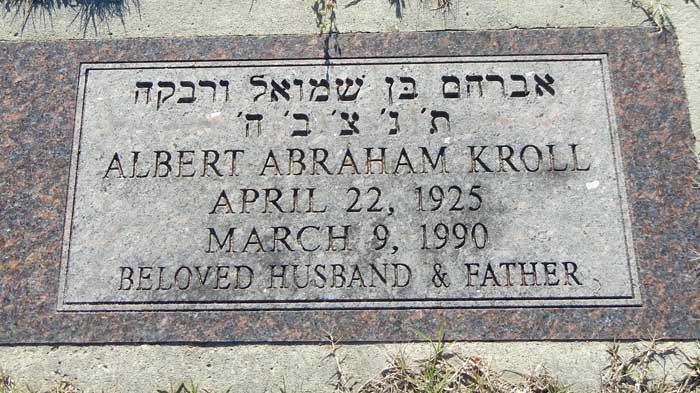 אברהם בן שמואל ורבקה
ת׳ נ׳ צ׳ ב׳ ה׳
ALBERT ABRAHAM KROLL
APRIL 22, 1925
MARCH 9, 1990
BELOVED HUSBAND & FATHER